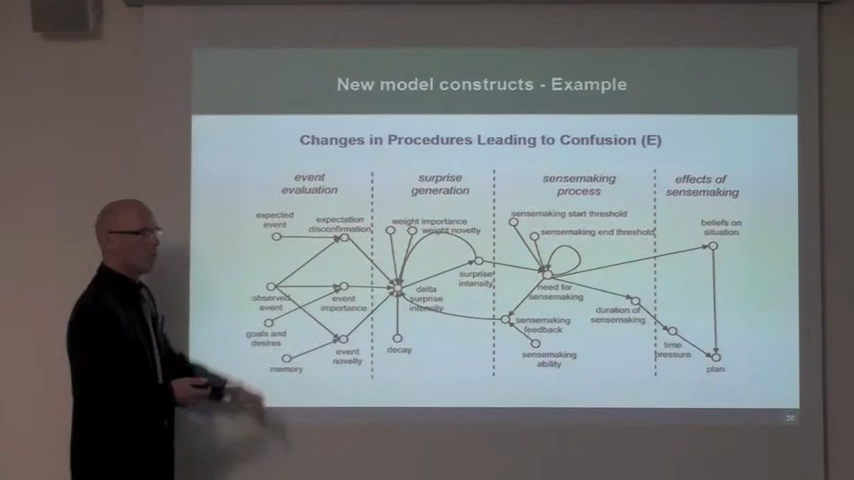 New model constructs - Example
Changes in Procedures Leading to Confusion (E)
event
evaluation
surprise
generation
sensemaking
process
effects of
sensemaking
expected
event
expectation
disconfirmation
weight importance
weight novelty
sensemaking start threshold
sensemaking end threshold
beliefs on
situation
observed
event
event
importance
delta
surprise
intensity
surprise
intensity
need for
sensemaking
duration of
sensemaking
goals and
desires
sensemaking
feedback
memory
event
novelty
decay
sensemaking
ability
time
pressure
plan
20